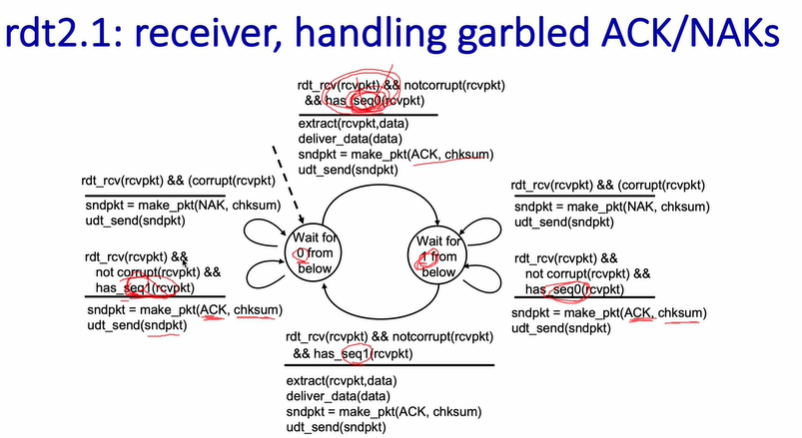 rdt2.1: receiver, handling garbled ACK/NAKs
rdt_rcv(rcvpkt) && notcorrupt(rcvpkt)
&& has_seq0(rcvpkt)
extract(rcvpkt,data)
deliver_data(data)
sndpkt = make_pkt(ACK, chksum)
udt_send(sndpkt)
rdt_rcv(rcvpkt) && (corrupt(rcvpkt)
sndpkt = make_pkt(NAK, chksum)
udt_send(sndpkt)
rdt_rcv(rcvpkt) &&
not corrupt(rcvpkt) &&
has_seq1(rcvpkt)
sndpkt = make_pkt(ACK, chksum)
udt_send(sndpkt)
Wait for
0 from
below
Wait for
1 from
below
rdt_rcv(rcvpkt) && (corrupt(rcvpkt)
sndpkt = make_pkt(NAK, chksum)
udt_send(sndpkt)
rdt_rcv(rcvpkt) &&
not corrupt(rcvpkt) &&
has_seq0(rcvpkt)
sndpkt = make_pkt(ACK, chksum)
udt_send(sndpkt)
rdt_rcv(rcvpkt) && notcorrupt(rcvpkt)
&& has_seq1(rcvpkt)
extract(rcvpkt,data)
deliver_data(data)
sndpkt = make_pkt(ACK, chksum)
udt_send(sndpkt)